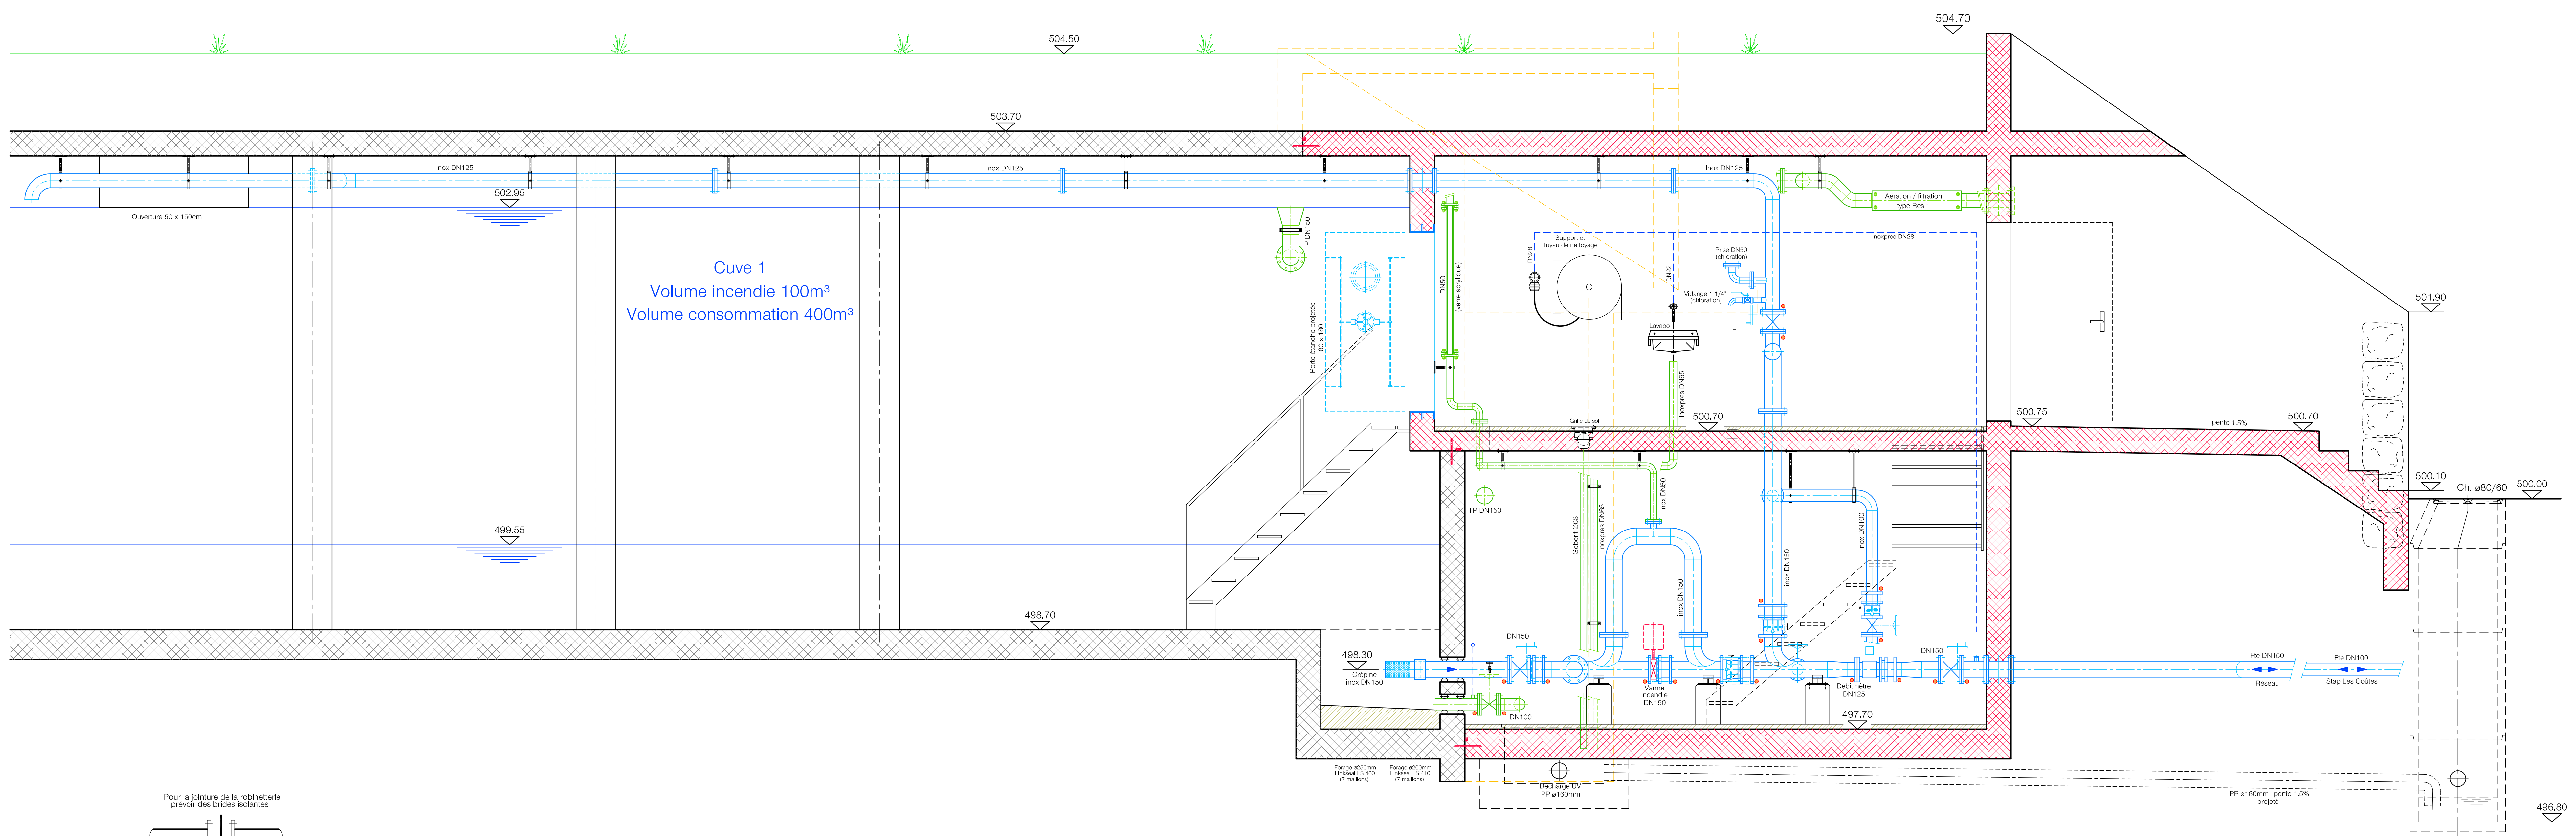 504.70
504.50
503.70
Inox DN125
Inox DN125
Inox DN125
502.95
Ouverture 50 x 150cm
Aération / filtration
type Res-1
TP DN150
Cuve 1
Volume incendie 100m³
Volume consommation 400m³
Porte étanche projetée
80 x 180
DN50
(verre acrylique)
DN28
Support et
tuyau de nettoyage
DN22
Prise DN50
(chloration)
Inoxpres DN28
Vidange 1 1/4"
(chloration)
Lavabo
Inoxpres DN65
501.90
Grille de sol
500.70
500.75
pente 1.5%
500.70
500.10
Ch. ø80/60
500.00
TP DN150
Geberit Ø63
Inoxpres DN65
Inox DN50
Inox DN150
Inox DN150
Inox DN100
499.55
498.70
498.30
Crépine
inox DN150
DN150
DN100
Vanne
incendie
DN150
Débitmètre
DN125
DN150
Fte DN150
Réseau
Fte DN100
Stap Les Coûtes
497.70
Forage ø250mm
Linkseal LS 400
(7 maillons)
Forage ø200mm
Linkseal LS 410
(7 maillons)
Décharge UV
PP ø160mm
PP ø160mm pente 1.5%
projeté
496.80
Pour la jointure de la robinetterie
prévoir des brides isolantes